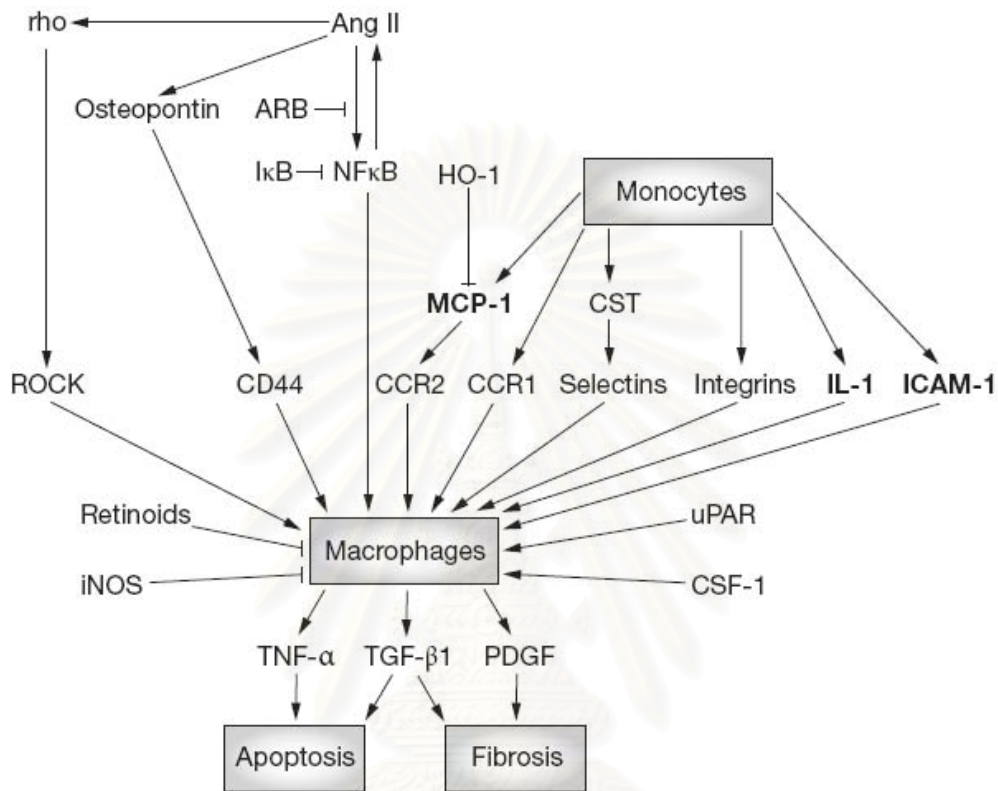 rho
Ang II
Osteopontin
ARB
IκB
NFκB
HO-1
Monocytes
MCP-1
CST
ROCK
CD44
CCR2
CCR1
Selectins
Integrins
IL-1
ICAM-1
Retinoids
uPAR
Macrophages
iNOS
CSF-1
TNF-α
TGF-β1
PDGF
Apoptosis
Fibrosis